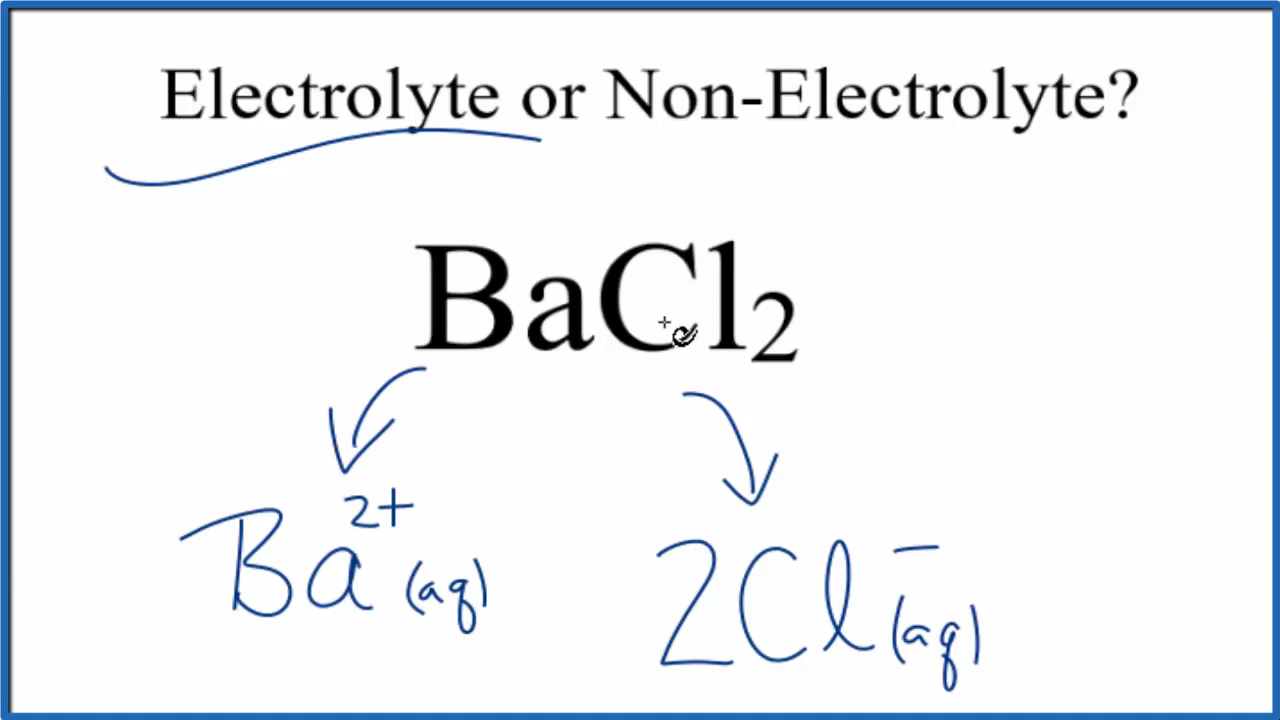 Electrolyte or Non-Electrolyte?
BaCl₂
Ba²⁺(aq) 2Cl⁻(aq)